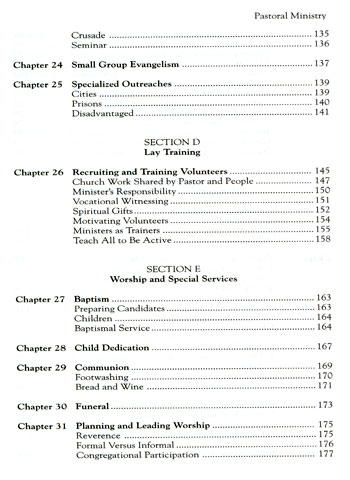 Pastoral Ministry
Crusade ..... 135
Seminar ..... 136
Chapter 24 Small Group Evangelism ..... 137
Chapter 25 Specialized Outreaches ..... 139
Cities ..... 139
Prisons ..... 140
Disadvantaged ..... 141
SECTION D
Lay Training
Chapter 26 Recruiting and Training Volunteers ..... 145
Church Work Shared by Pastor and People ..... 147
Minister's Responsibility ..... 150
Vocational Witnessing ..... 151
Spiritual Gifts ..... 152
Motivating Volunteers ..... 154
Ministers as Trainers ..... 155
Teach All to Be Active ..... 158
SECTION E
Worship and Special Services
Chapter 27 Baptism ..... 163
Preparing Candidates ..... 163
Children ..... 164
Baptismal Service ..... 164
Chapter 28 Child Dedication ..... 167
Chapter 29 Communion ..... 169
Footwashing ..... 170
Bread and Wine ..... 171
Chapter 30 Funeral ..... 173
Chapter 31 Planning and Leading Worship ..... 175
Reverence ..... 175
Formal Versus Informal ..... 176
Congregational Participation ..... 177